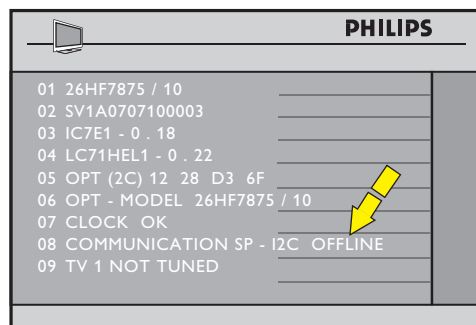 PHILIPS
01 26HF7875 / 10
02 SV1A0707100003
03 IC7E1 - 0 . 18
04 LC71HEL1 - 0 . 22
05 OPT (2C) 12 28 D3 6F
06 OPT - MODEL 26HF7875 / 10
07 CLOCK OK
08 COMMUNICATION SP - I2C OFFLINE
09 TV 1 NOT TUNED